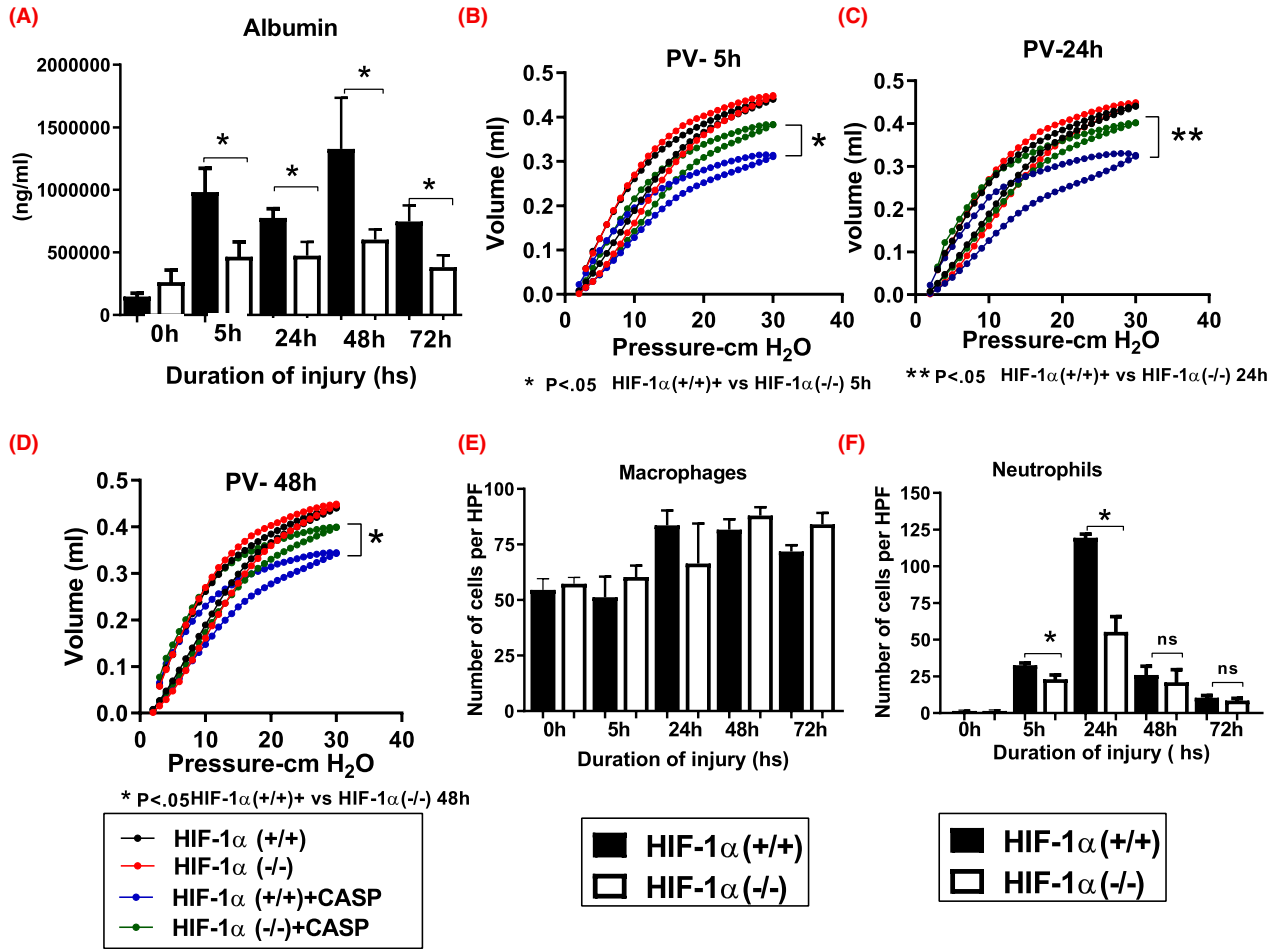 (A)
Albumin
(ng/ml)
2000000
1500000
1000000
500000
0
*
*
*
*
0h
5h
24h
48h
72h
Duration of injury (hs)
(B)
PV- 5h
Volume (ml)
0.5
0.4
0.3
0.2
0.1
0.0
0
10
20
30
40
*
Pressure-cm H2O
* P<.05 HIF-1α(+/+)+ vs HIF-1α(-/-) 5h
(C)
PV-24h
volume (ml)
0.5
0.4
0.3
0.2
0.1
0.0
0
10
20
30
40
**
Pressure-cm H2O
**P<.05 HIF-1α(+/+)+ vs HIF-1α(-/-) 24h
(D)
PV- 48h
Volume (ml)
0.5
0.4
0.3
0.2
0.1
0.0
0
10
20
30
40
*
Pressure-cm H2O
* P<.05HIF-1α(+/+)+ vs HIF-1α(-/-) 48h
HIF-1α (+/+)
HIF-1α (-/-)
HIF-1α (+/+)+CASP
HIF-1α (-/-)+CASP
(E)
Macrophages
Number of cells per HPF
100
75
50
25
0
0h
5h
24h
48h
72h
Duration of injury (hs)
HIF-1α(+/+)
HIF-1α(-/-)
(F)
Neutrophils
Number of cells per HPF
150
125
100
75
50
25
0
*
*
ns
ns
0h
5h
24h
48h
72h
Duration of injury ( hs)
HIF-1α(+/+)
HIF-1α(-/-)